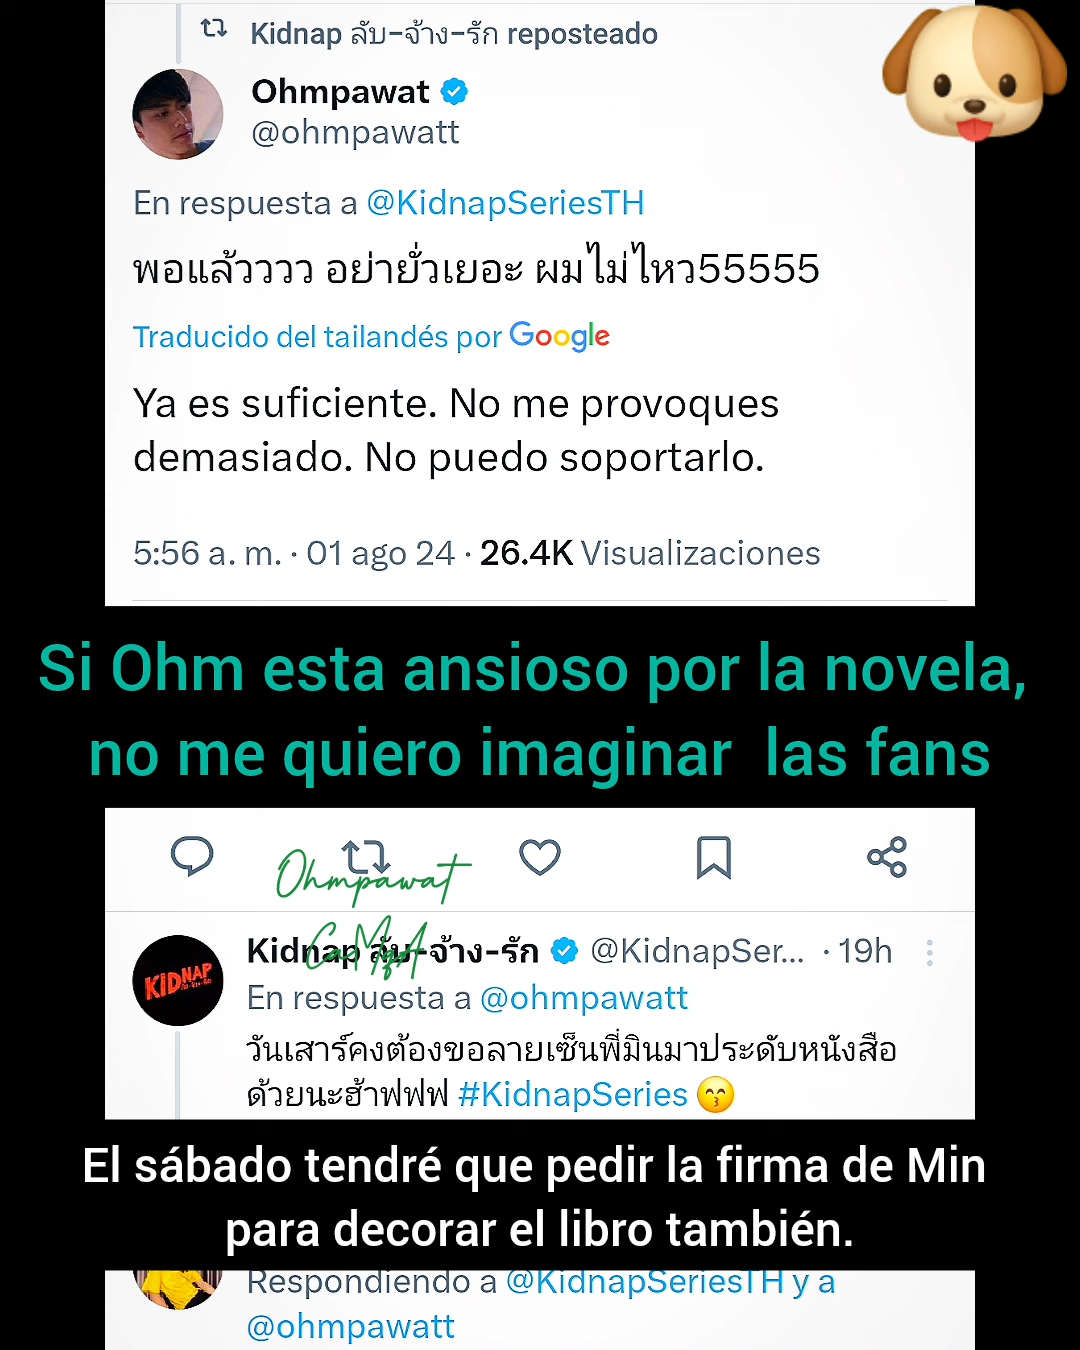 Kidnap ลับ-จ้าง-รัก reposteado
Ohmpawat
@ohmpawatt
En respuesta a @KidnapSeriesTH
พอแล้วววว อย่ายั่วเยอะ ผมไม่ไหว55555
Traducido del tailandés por Google
Ya es suficiente. No me provoques
demasiado. No puedo soportarlo.
5:56 a. m. · 01 ago 24 · 26.4K Visualizaciones
Si Ohm esta ansioso por la novela,
no me quiero imaginar las fans
Ohmpawat
Kidnap ลับ-จ้าง-รัก @KidnapSer... · 19h
KIDNAP
En respuesta a @ohmpawatt
วันเสาร์คงต้องขอลายเซ็นพี่มินมาประดับหนังสือ
ด้วยนะฮ้าฟฟฟ #KidnapSeries 😙
El sábado tendré que pedir la firma de Min
para decorar el libro también.
Respondiendo a @KidnapSeriesTH y a
@ohmpawatt